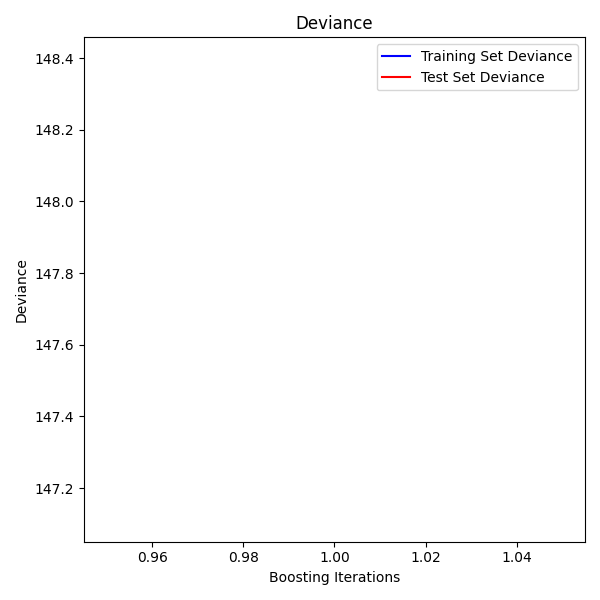 Deviance
Training Set Deviance
Test Set Deviance
148.4
148.2
148.0
147.8
147.6
147.4
147.2
Deviance
0.96 0.98 1.00 1.02 1.04
Boosting Iterations